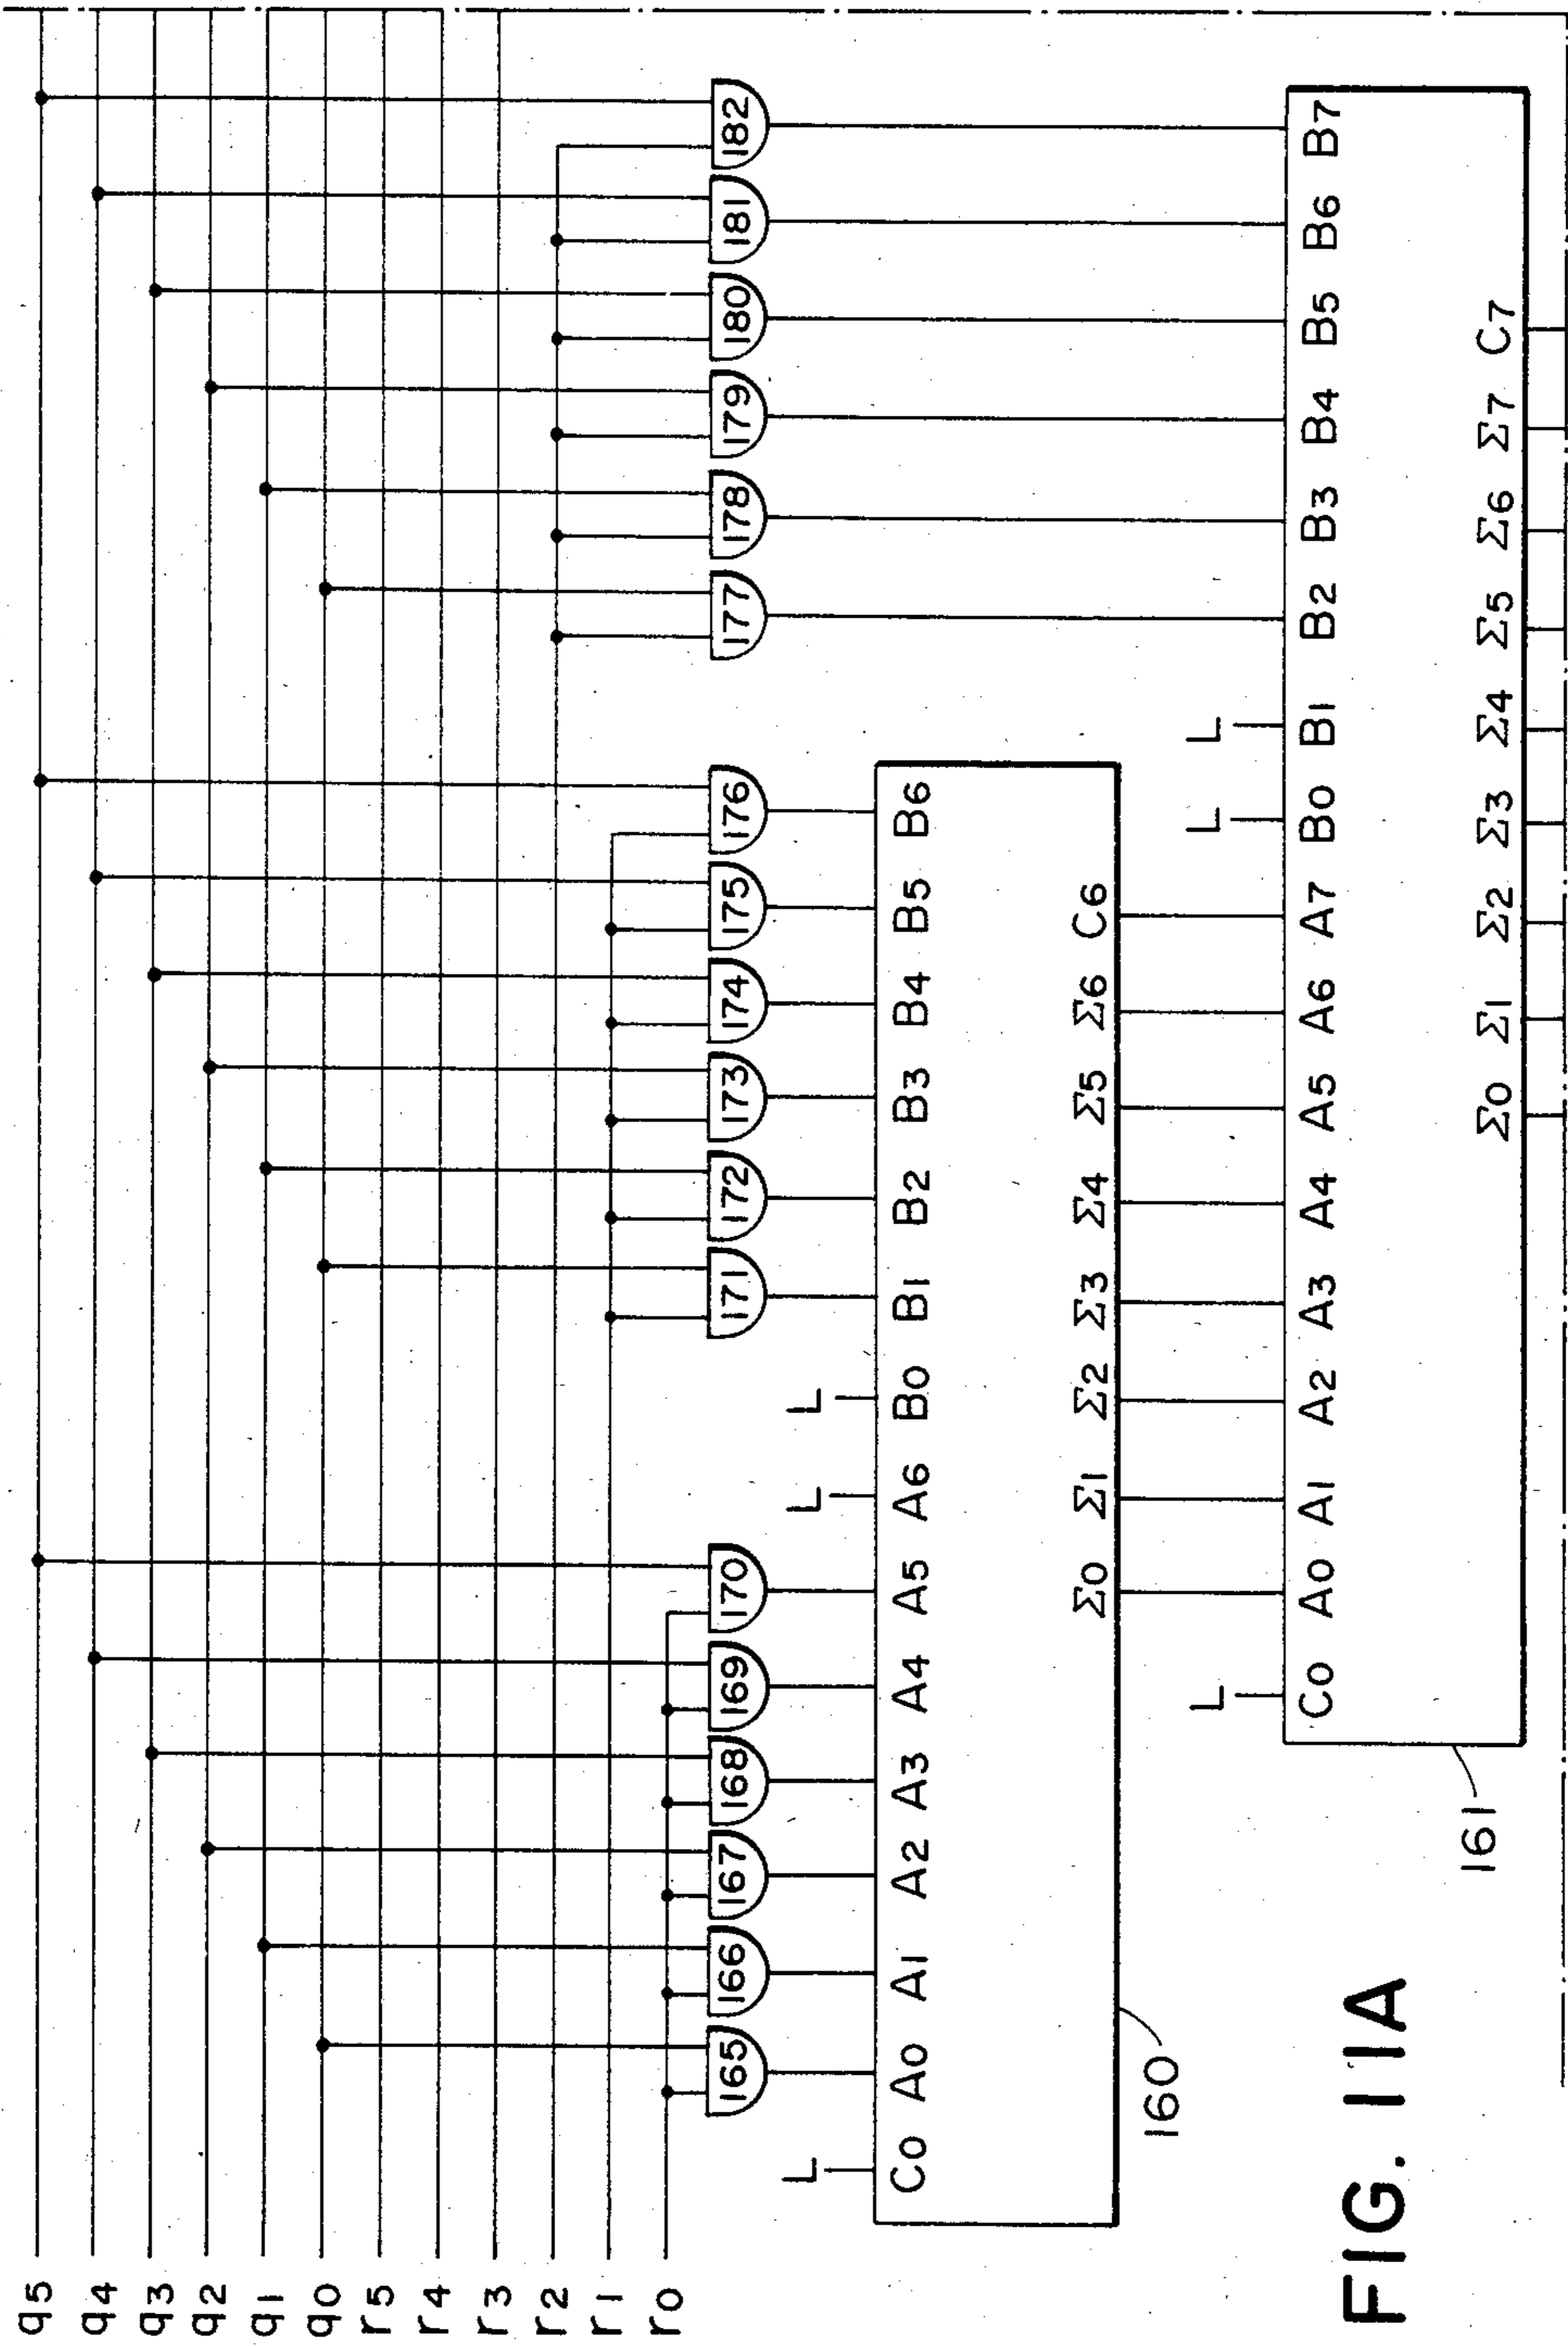 q5
q4
q3
q2
q1
q0
r5
r4
r3
r2
r1
r0
165 166 167 168 169 170 171 172 173 174 175 176 177 178 179 180 181 182
L L L
C0 A0 A1 A2 A3 A4 A5 A6 B0 B1 B2 B3 B4 B5 B6
Σ0 Σ1 Σ2 Σ3 Σ4 Σ5 Σ6 C6
160
L L L
C0 A0 A1 A2 A3 A4 A5 A6 A7 B0 B1 B2 B3 B4 B5 B6 B7
Σ0 Σ1 Σ2 Σ3 Σ4 Σ5 Σ6 Σ7 C7
161
FIG. 11A